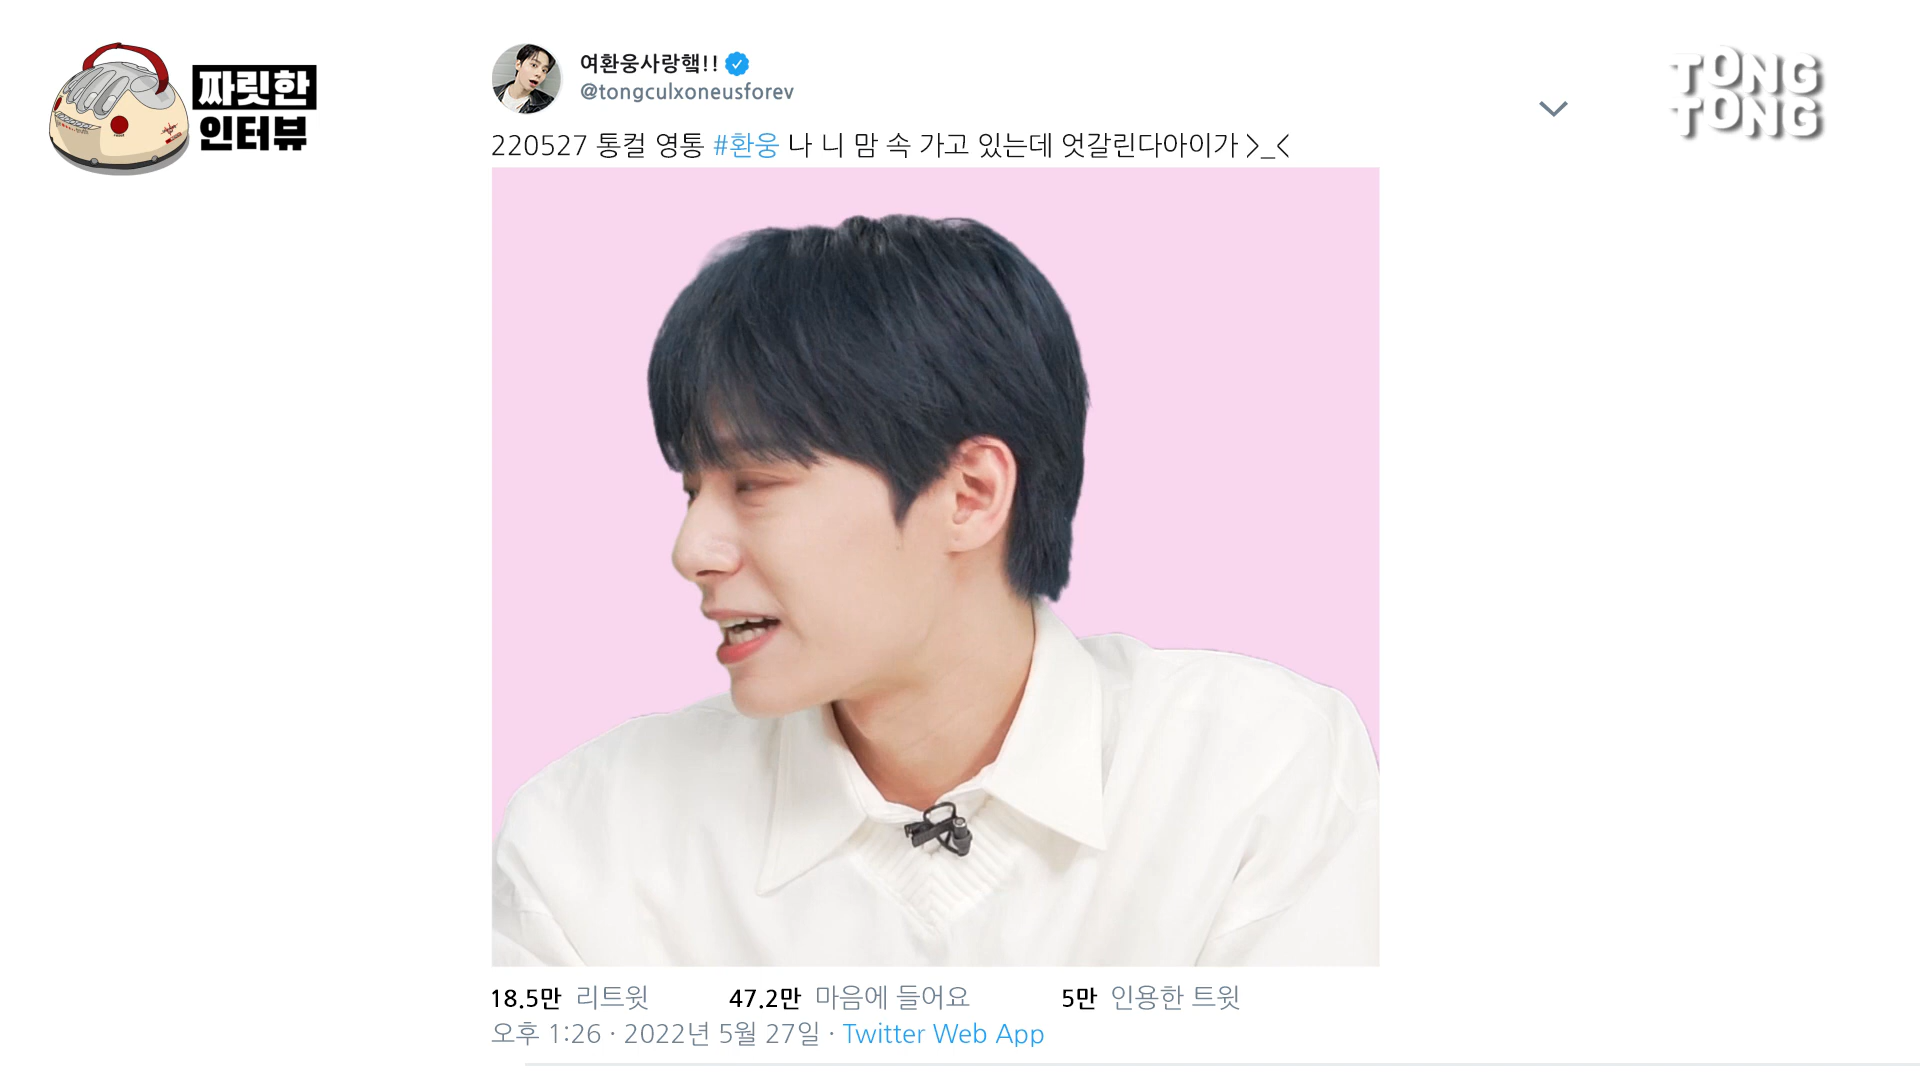 짜릿한
인터뷰
TONG
TONG
여환웅사랑햌!!
@tongculxoneusforev
220527 통컬 영통 #환웅 나 니 맘 속 가고 있는데 엇갈린다아이가 >_<
18.5만 리트윗 47.2만 마음에 들어요 5만 인용한 트윗
오후 1:26 · 2022년 5월 27일 · Twitter Web App